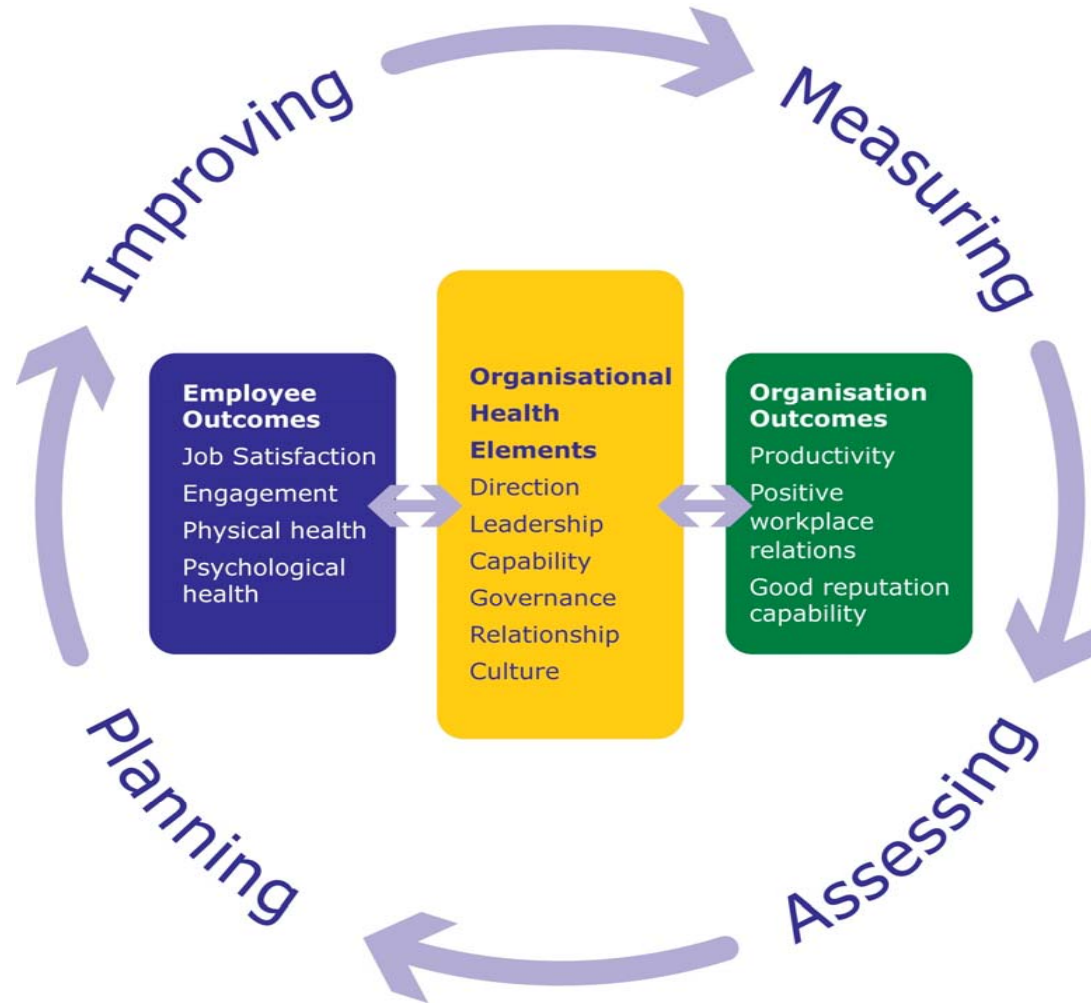 Improving
Measuring
Employee
Outcomes
Job Satisfaction
Engagement
Physical health
Psychological
health
Organisational
Health
Elements
Direction
Leadership
Capability
Governance
Relationship
Culture
Organisation
Outcomes
Productivity
Positive
workplace
relations
Good reputation
capability
Planning
Assessing